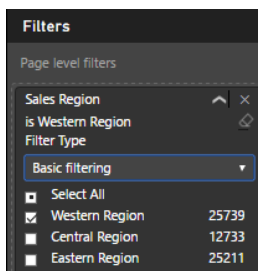 Filters
Page level filters
Sales Region
is Western Region
Filter Type
Basic filtering
Select All
Western Region 25739
Central Region 12733
Eastern Region 25211